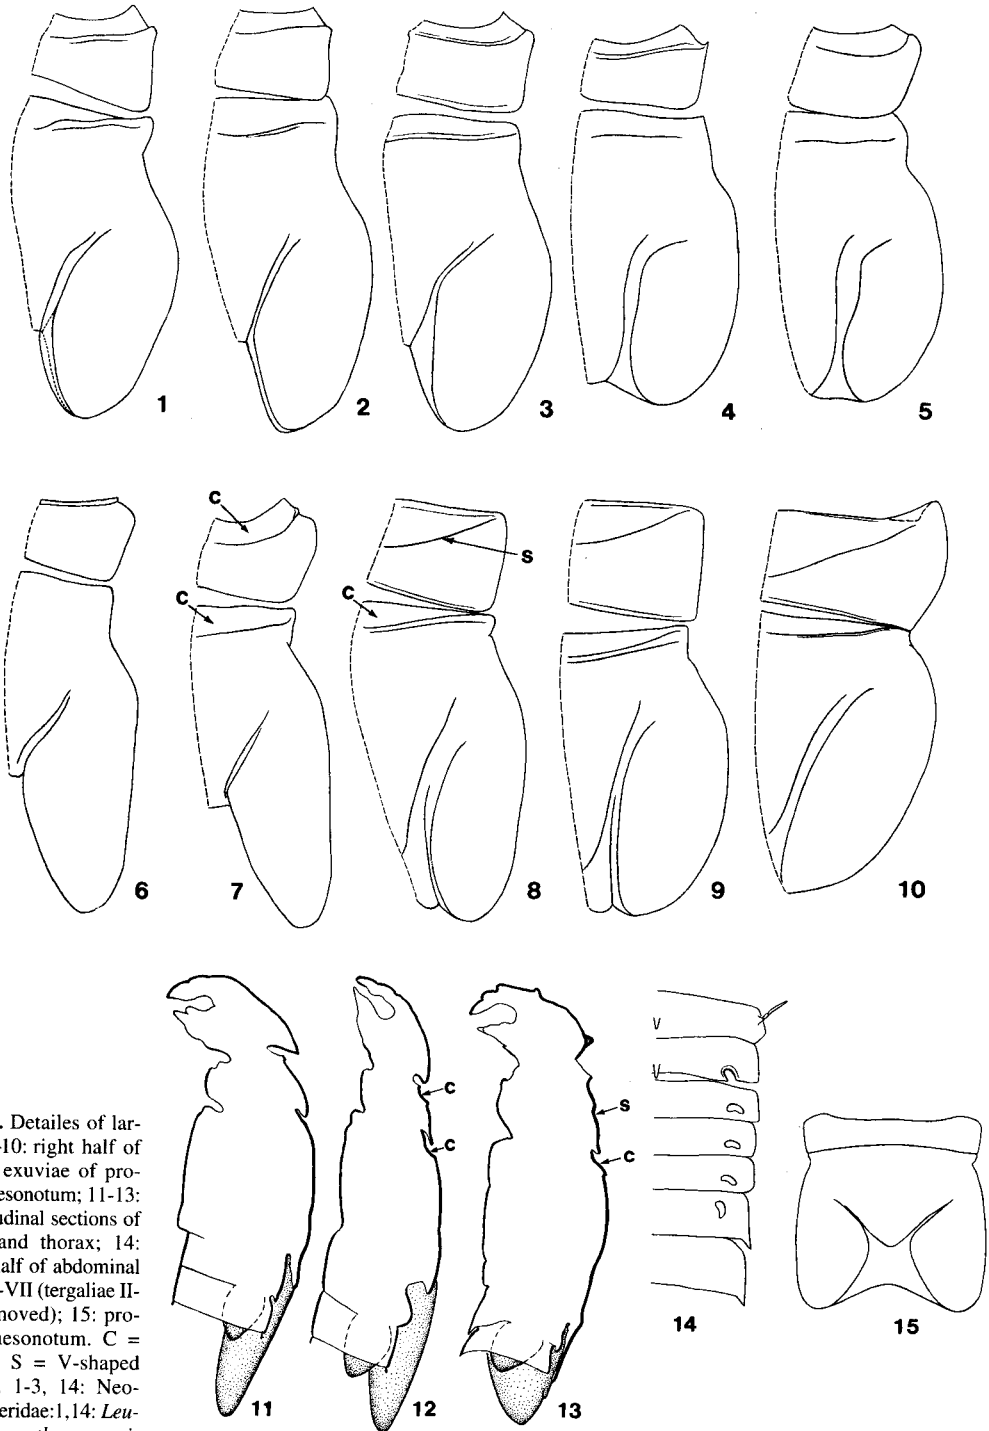 1 2 3 4 5
C
C
C
S
6 7 8 9 10
C
C
S
C
11 12 13 14 15
. Detailes of lar-
-10: right half of
exuviae of pro-
esonotum; 11-13:
udinal sections of
and thorax; 14:
alf of abdominal
-VII (tergaliae II-
noved); 15: pro-
esonotum. C =
S = V-shaped
1-3, 14: Neo-
eridae:1,14: Leu-